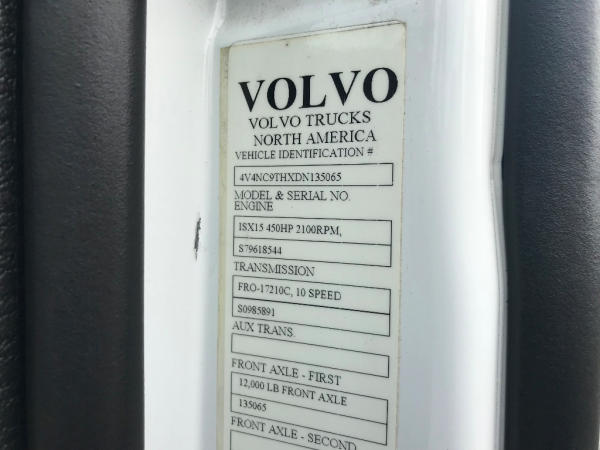 VOLVO
VOLVO TRUCKS
NORTH AMERICA
VEHICLE IDENTIFICATION #
4V4NC9THXDN135065
MODEL & SERIAL NO.
ENGINE
ISX15 450HP 2100RPM,
S79618544
TRANSMISSION
FRO-17210C, 10 SPEED
S0985891
AUX TRANS.
FRONT AXLE - FIRST
12,000 LB FRONT AXLE
135065
FRONT AXLE - SECOND